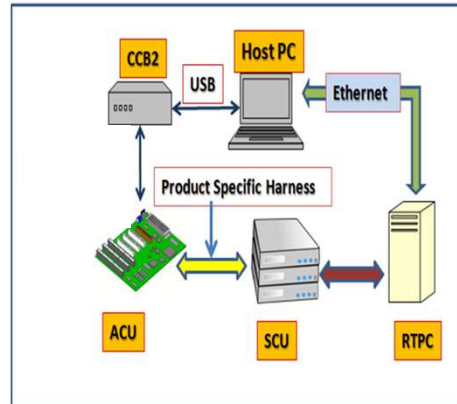 CCB2
Host PC
USB
Ethernet
Product Specific Harness
ACU
SCU
RTPC